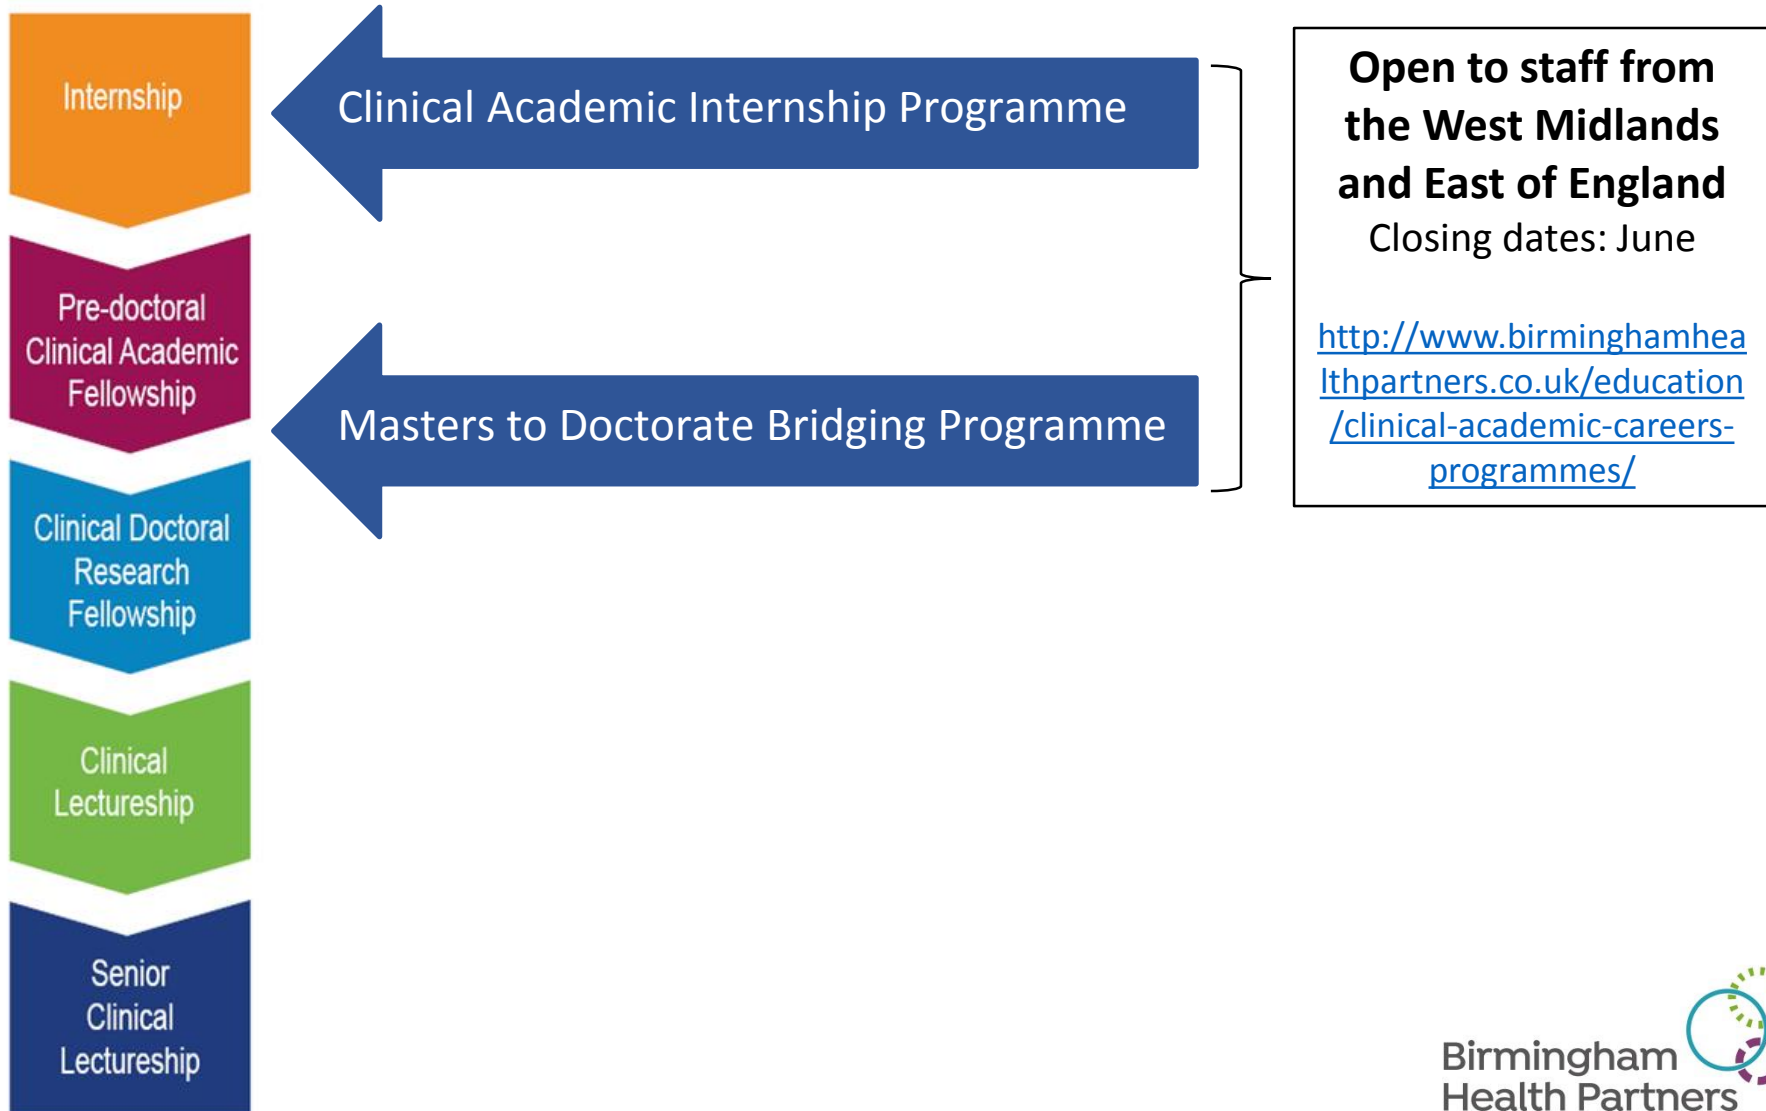 Internship
Pre-doctoral
Clinical Academic
Fellowship
Clinical Doctoral
Research
Fellowship
Clinical
Lectureship
Senior
Clinical
Lectureship
Clinical Academic Internship Programme
Masters to Doctorate Bridging Programme
Open to staff from
the West Midlands
and East of England
Closing dates: June
http://www.birminghamhea
lthpartners.co.uk/education
/clinical-academic-careers-
programmes/
Birmingham
Health Partners